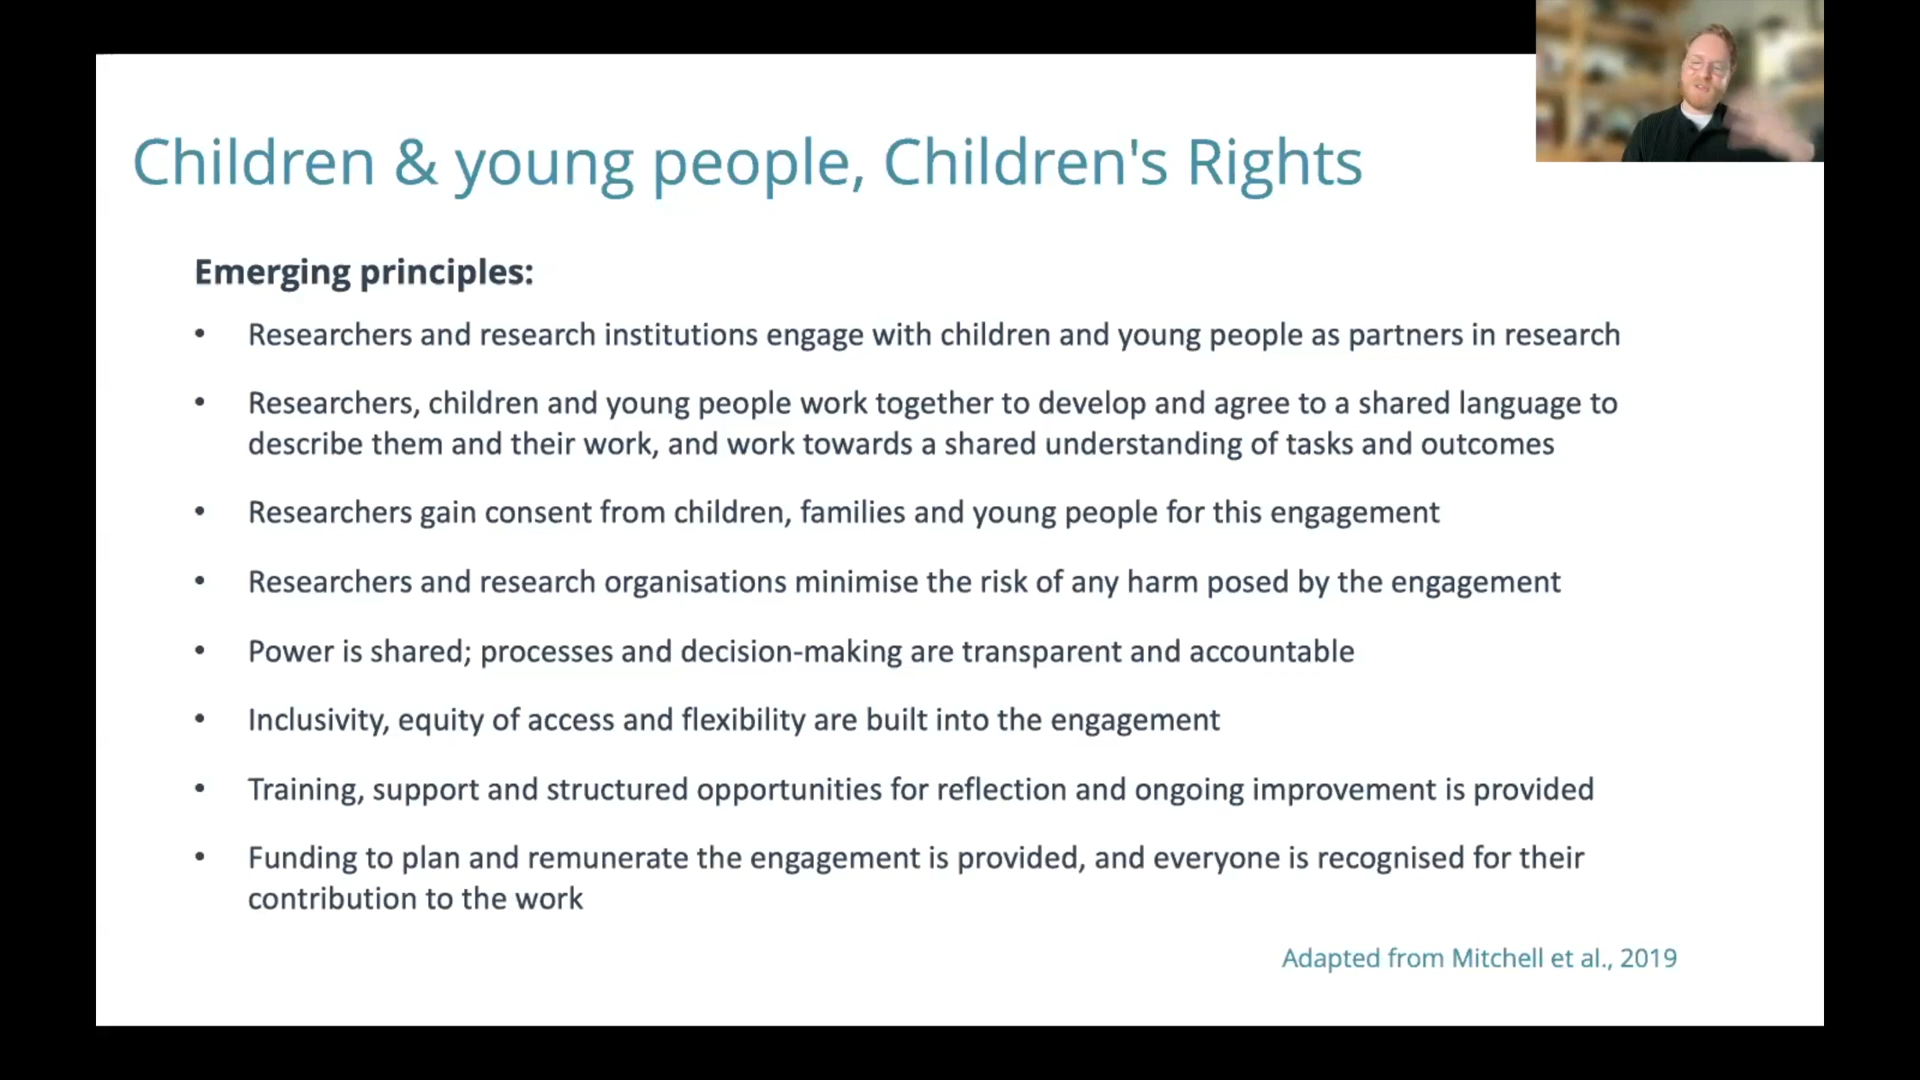 Children & young people, Children's Rights
Emerging principles:
• Researchers and research institutions engage with children and young people as partners in research
• Researchers, children and young people work together to develop and agree to a shared language to
describe them and their work, and work towards a shared understanding of tasks and outcomes
• Researchers gain consent from children, families and young people for this engagement
• Researchers and research organisations minimise the risk of any harm posed by the engagement
• Power is shared; processes and decision-making are transparent and accountable
• Inclusivity, equity of access and flexibility are built into the engagement
• Training, support and structured opportunities for reflection and ongoing improvement is provided
• Funding to plan and remunerate the engagement is provided, and everyone is recognised for their
contribution to the work
Adapted from Mitchell et al., 2019